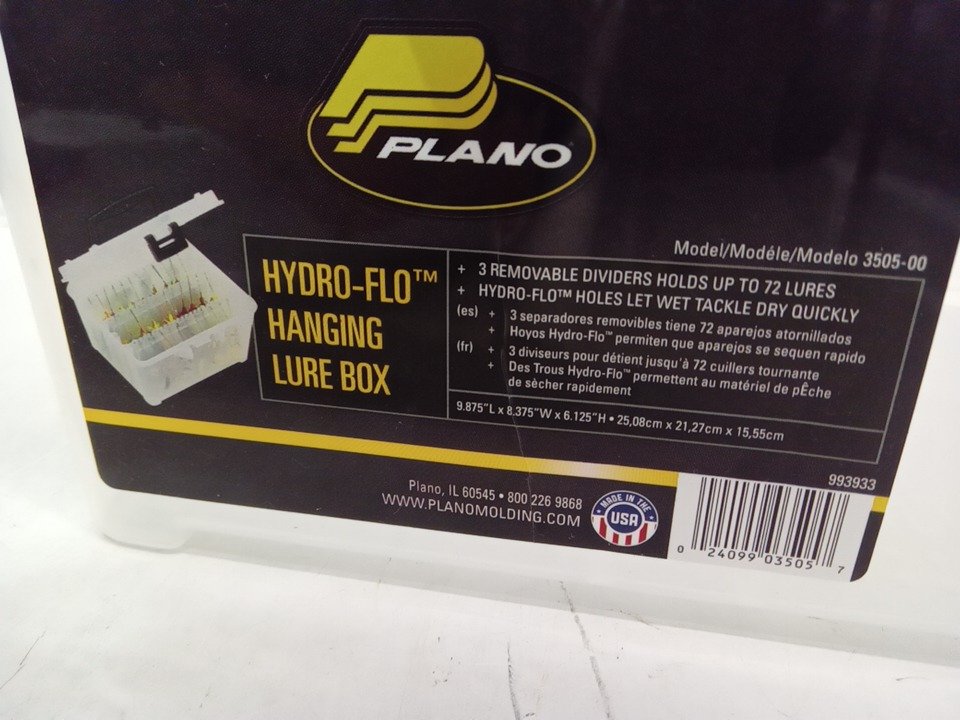 PLANO
Model/Modéle/Modelo 3505-00
HYDRO-FLO™
HANGING
LURE BOX
+ 3 REMOVABLE DIVIDERS HOLDS UP TO 72 LURES
+ HYDRO-FLO™ HOLES LET WET TACKLE DRY QUICKLY
(es) + 3 separadores removibles tiene 72 aparejos atornillados
+ Hoyos Hydro-Flo™ permiten que aparejos se sequen rapido
(fr) + 3 diviseurs pour détient jusqu'à 72 cuillers tournante
+ Des Trous Hydro-Flo™ permettent au matériel de pÊche
de sècher rapidement
9.875"L x 8.375"W x 6.125"H • 25,08cm x 21,27cm x 15,55cm
993933
Plano, IL 60545 • 800 226 9868
WWW.PLANOMOLDING.COM
MADE IN THE
USA
0 24099 03505 7